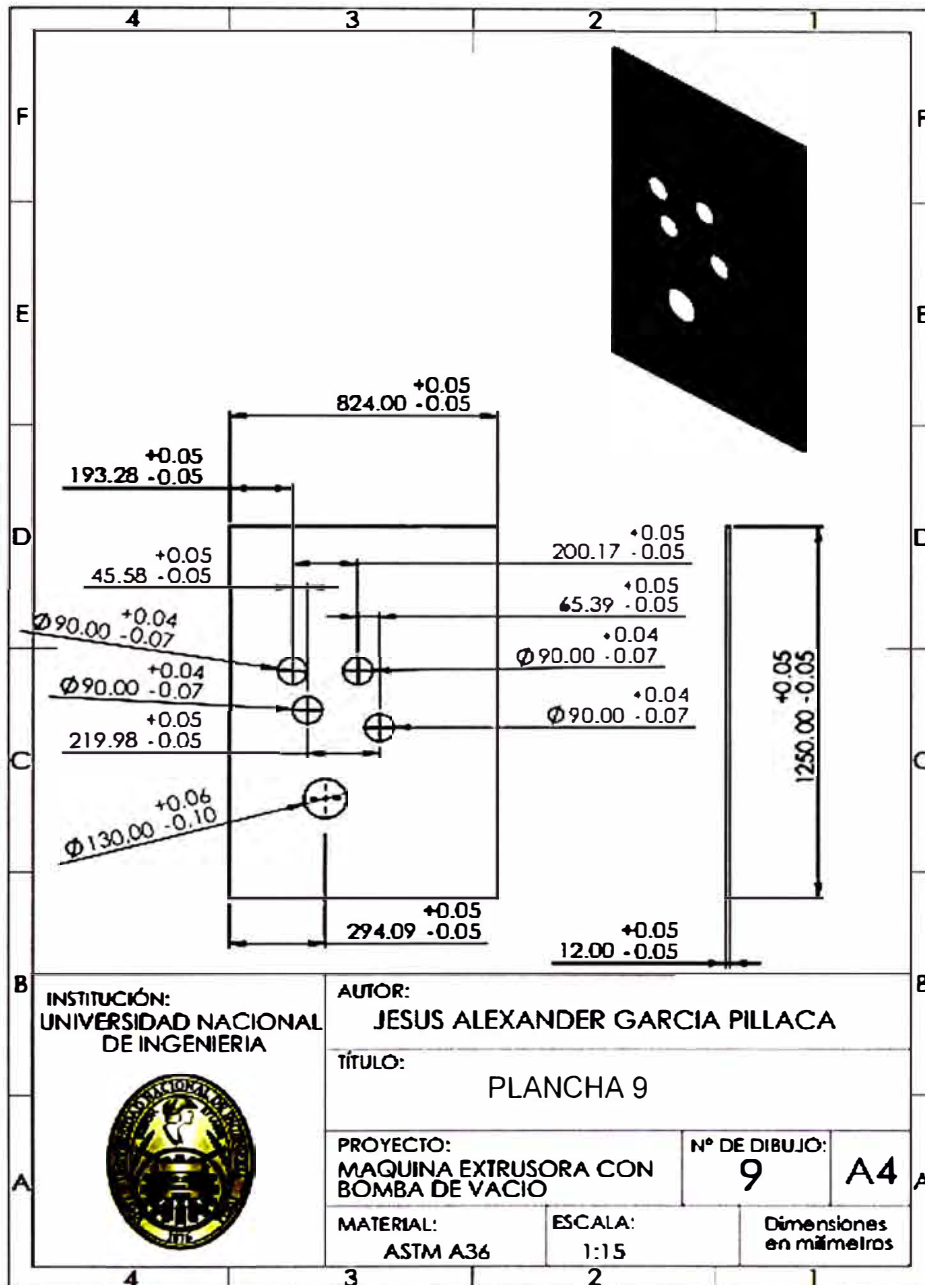 4 3 2 1
F F
E E
D D
C C
B B
A A
+0.05
824.00 -0.05
+0.05
193.28 -0.05
+0.05
45.58 -0.05
+0.05
200.17 -0.05
+0.05
65.39 -0.05
+0.04
Ø90.00 -0.07
+0.04
Ø90.00 -0.07
+0.04
Ø90.00 -0.07
+0.04
Ø90.00 -0.07
+0.05
219.98 -0.05
+0.06
Ø130.00 -0.10
+0.05
1250.00 -0.05
+0.05
294.09 -0.05
+0.05
12.00 -0.05
INSTITUCIÓN:
UNIVERSIDAD NACIONAL
DE INGENIERIA
1876
AUTOR:
JESUS ALEXANDER GARCIA PILLACA
TÍTULO:
PLANCHA 9
PROYECTO:
MAQUINA EXTRUSORA CON
BOMBA DE VACIO
Nº DE DIBUJO:
9
A4
MATERIAL:
ASTM A36
ESCALA:
1:15
Dimensiones
en milimetros
4 3 2 1